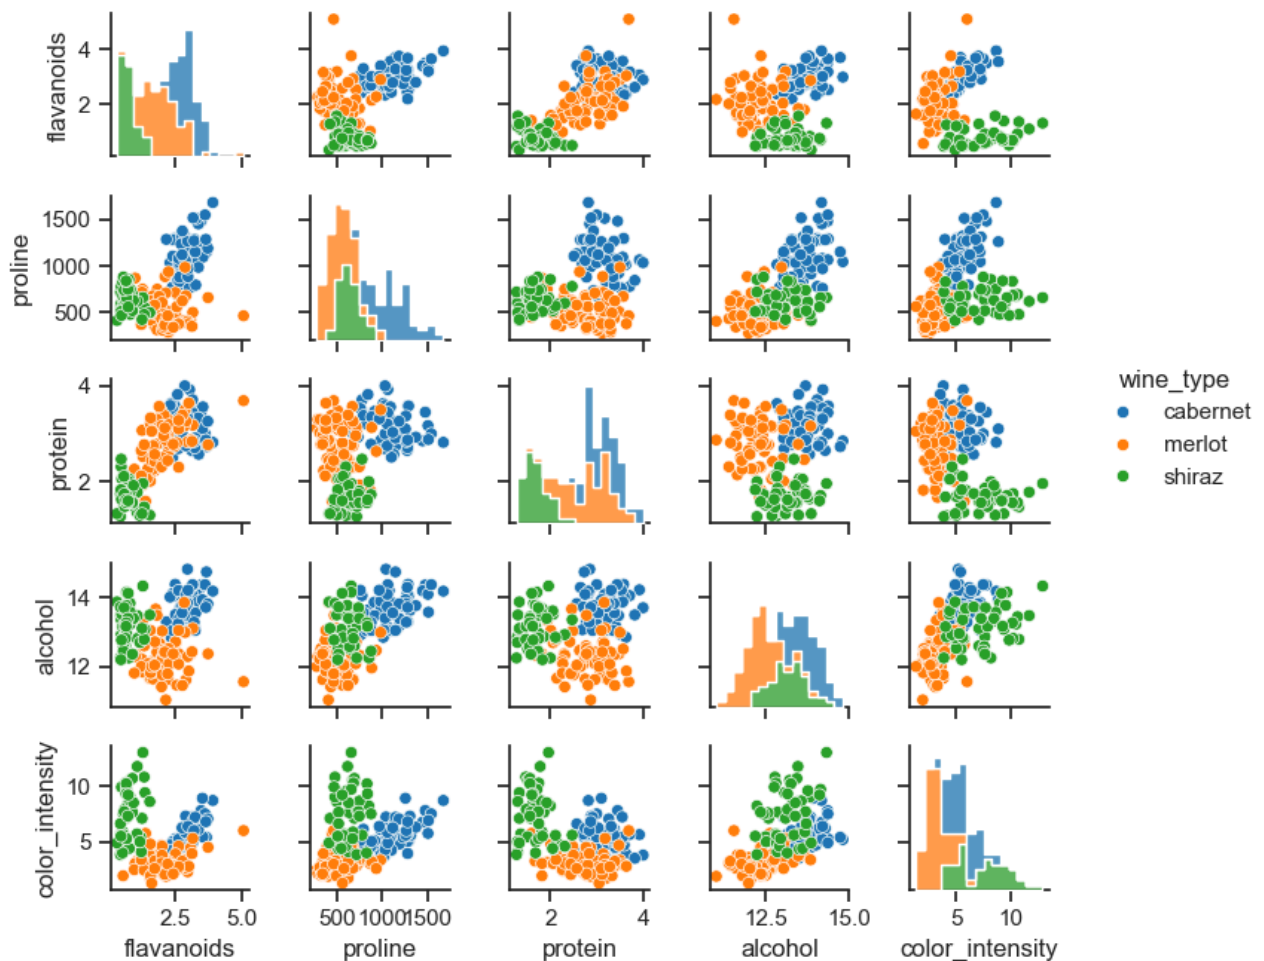 flavanoids
4
2
proline
1500
1000
500
wine_type
cabernet
merlot
shiraz
protein
4
2
alcohol
14
12
color_intensity
10
5
2.5 5.0
500 1000 1500
2 4
12.5 15.0
5 10
flavanoids proline protein alcohol color_intensity